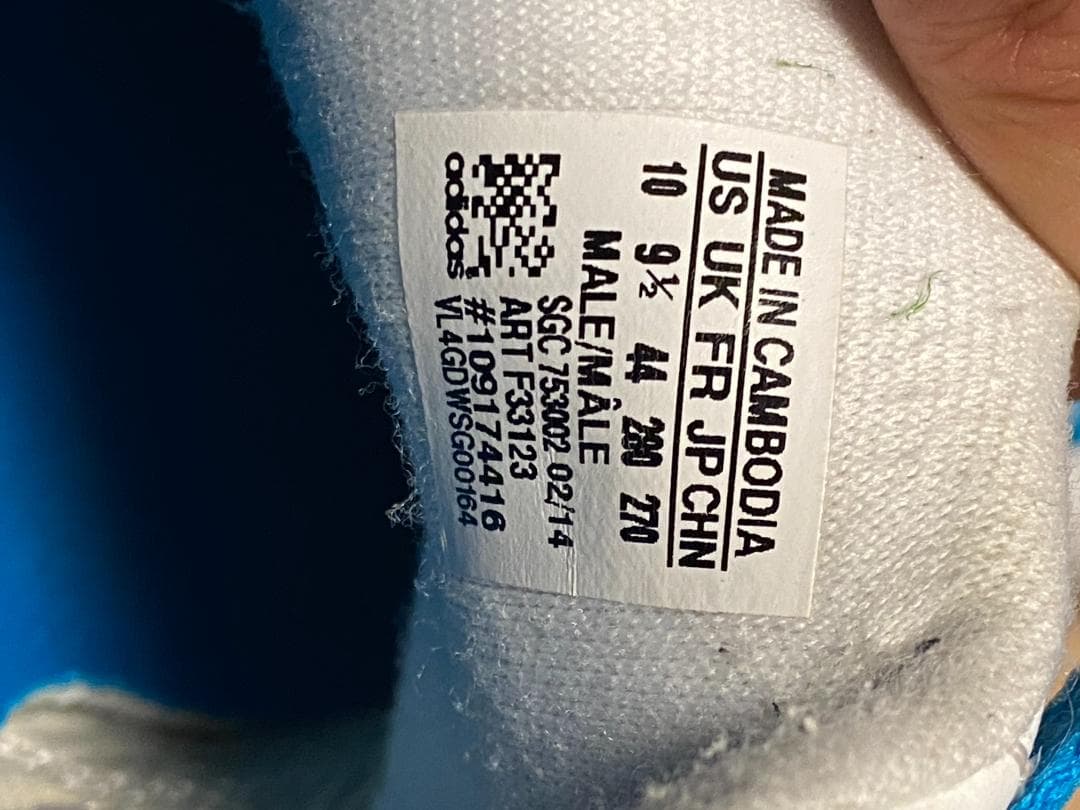 MADE IN CAMBODIA
US UK FR JP CHN
10 9½ 44 280 270
MALE/MÂLE
SGC 753002 02/14
ART F33123
#109174416
VL4GDWSG00164
adidas